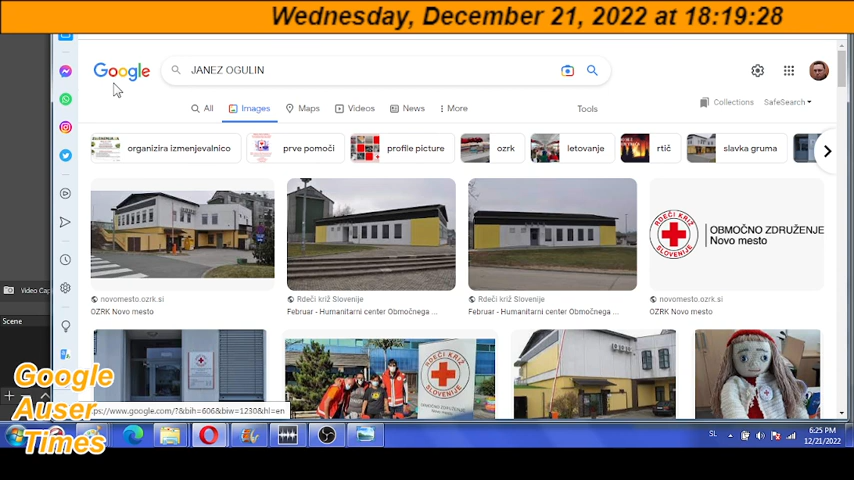 Wednesday, December 21, 2022 at 18:19:28
Google
JANEZ OGULIN
All Images Maps Videos News More Tools
Collections SafeSearch
organizira izmenjevalnico prve pomoči profile picture ozrk letovanje rtič slavka gruma
RDEČI KRIŽ SLOVENIJE
OBMOČNO ZDRUŽENJE
Novo mesto
novomesto.ozrk.si
OZRK Novo mesto
Rdeči križ Slovenije
Februar - Humanitarni center Območnega ...
Rdeči križ Slovenije
Februar - Humanitarni center Območnega ...
novomesto.ozrk.si
OZRK Novo mesto
Video Cap
Scene
RDEČI KRIŽ SLOVENIJE
ps://www.google.com/?&bih=606&biw=1230&hl=en
Google
Auser
Times
SL
6:25 PM
12/21/2022